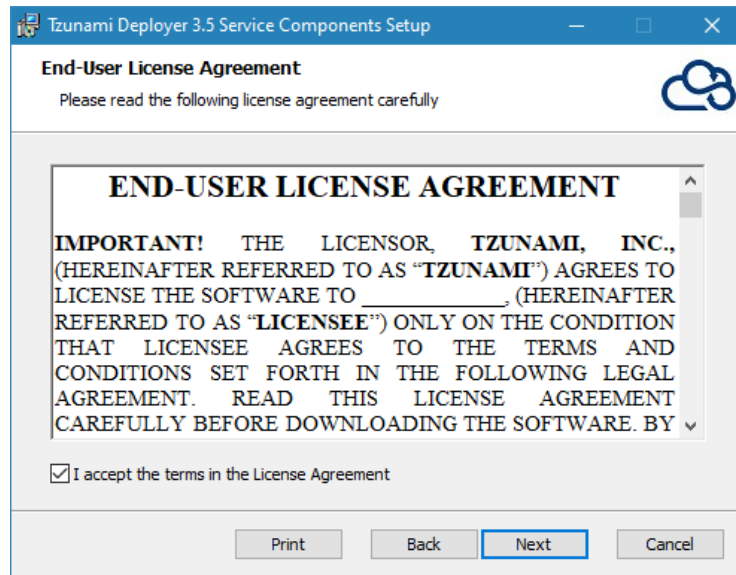 Tzunami Deployer 3.5 Service Components Setup
End-User License Agreement
Please read the following license agreement carefully
END-USER LICENSE AGREEMENT
IMPORTANT! THE LICENSOR, TZUNAMI, INC.,
(HEREINAFTER REFERRED TO AS “TZUNAMI”) AGREES TO
LICENSE THE SOFTWARE TO ______________, (HEREINAFTER
REFERRED TO AS “LICENSEE”) ONLY ON THE CONDITION
THAT LICENSEE AGREES TO THE TERMS AND
CONDITIONS SET FORTH IN THE FOLLOWING LEGAL
AGREEMENT. READ THIS LICENSE AGREEMENT
CAREFULLY BEFORE DOWNLOADING THE SOFTWARE. BY
I accept the terms in the License Agreement
Print Back Next Cancel